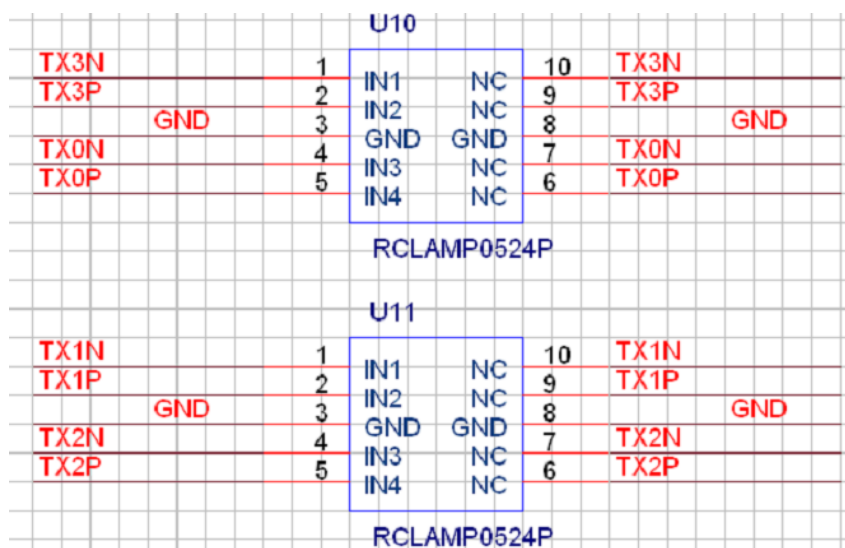 U10
TX3N 1 IN1 NC 10 TX3N
TX3P 2 IN2 NC 9 TX3P
GND 3 GND GND 8 GND
TX0N 4 IN3 NC 7 TX0N
TX0P 5 IN4 NC 6 TX0P
RCLAMP0524P
U11
TX1N 1 IN1 NC 10 TX1N
TX1P 2 IN2 NC 9 TX1P
GND 3 GND GND 8 GND
TX2N 4 IN3 NC 7 TX2N
TX2P 5 IN4 NC 6 TX2P
RCLAMP0524P